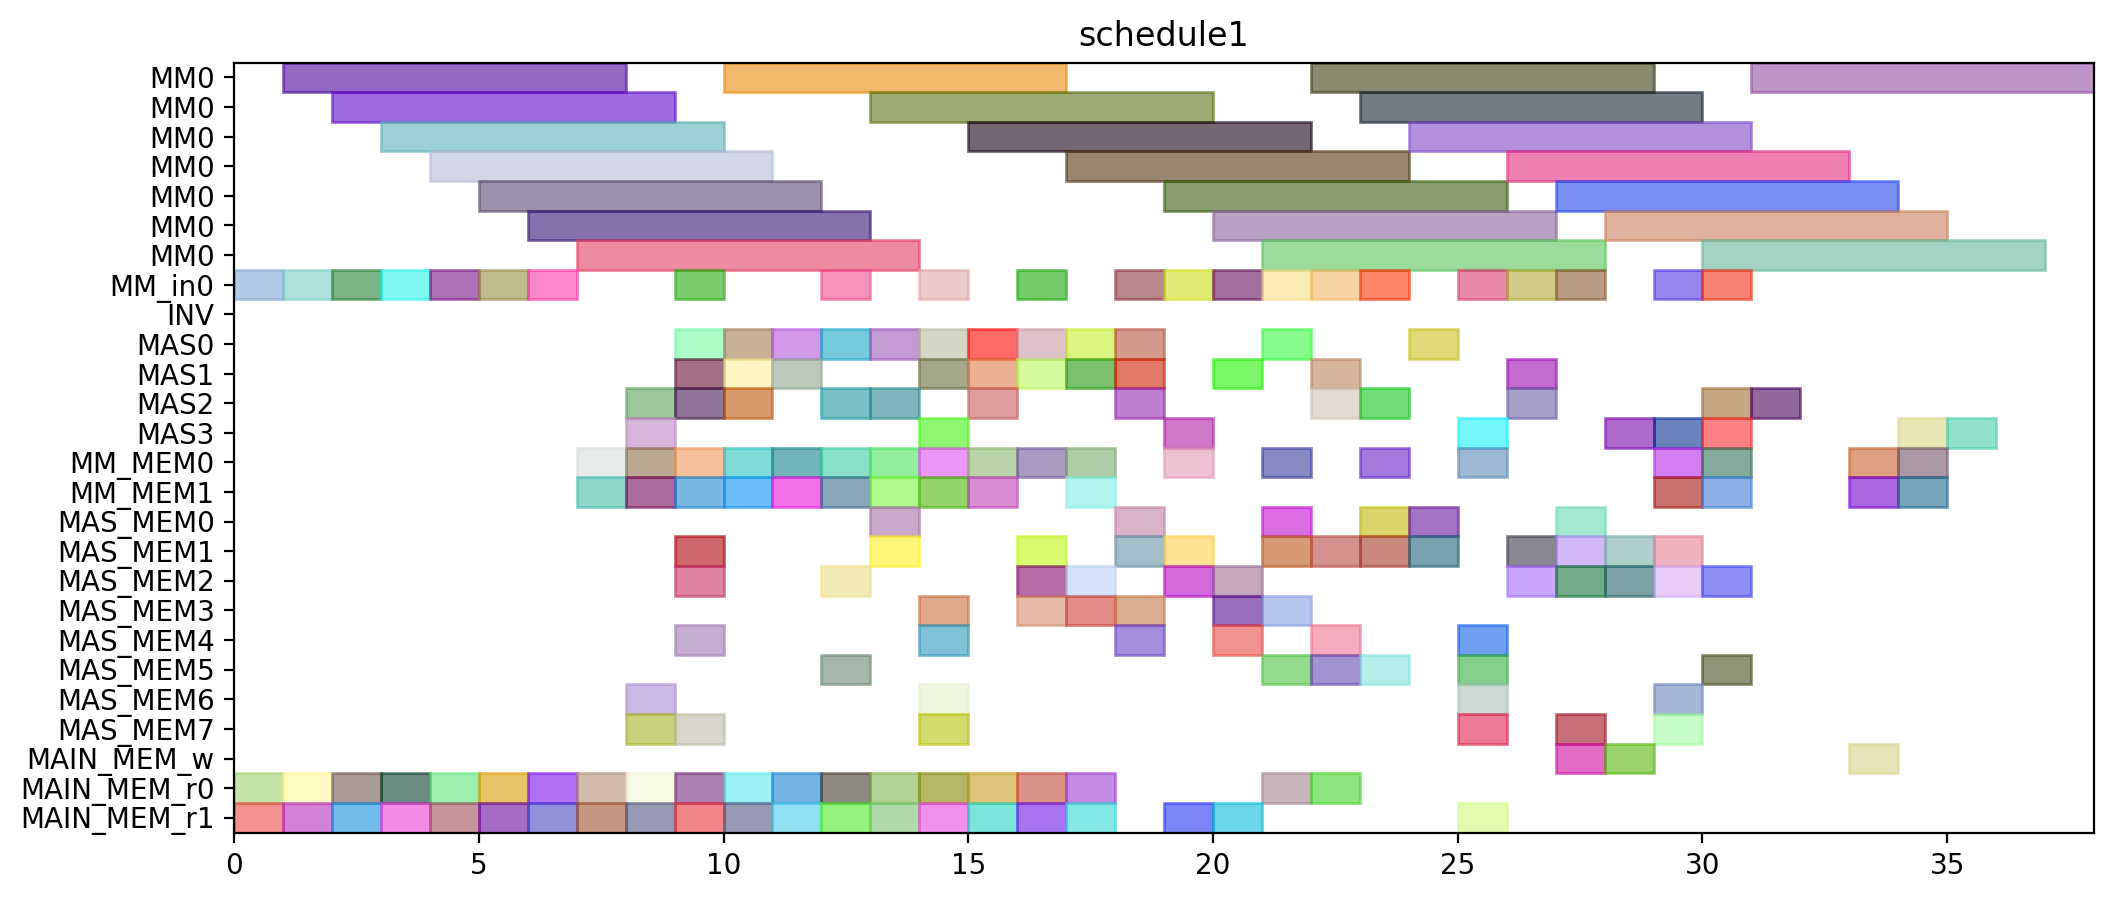 schedule1
MM0
MM0
MM0
MM0
MM0
MM0
MM0
MM_in0
INV
MAS0
MAS1
MAS2
MAS3
MM_MEM0
MM_MEM1
MAS_MEM0
MAS_MEM1
MAS_MEM2
MAS_MEM3
MAS_MEM4
MAS_MEM5
MAS_MEM6
MAS_MEM7
MAIN_MEM_w
MAIN_MEM_r0
MAIN_MEM_r1
0 5 10 15 20 25 30 35